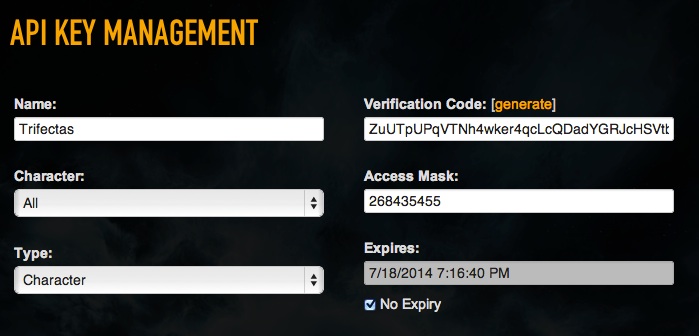 API KEY MANAGEMENT
Name:
Trifectas
Verification Code: [generate]
ZuUTpUPqVTNh4wker4qcLcQDadYGRJcHSVtt
Character:
All
Access Mask:
268435455
Type:
Character
Expires:
7/18/2014 7:16:40 PM
No Expiry